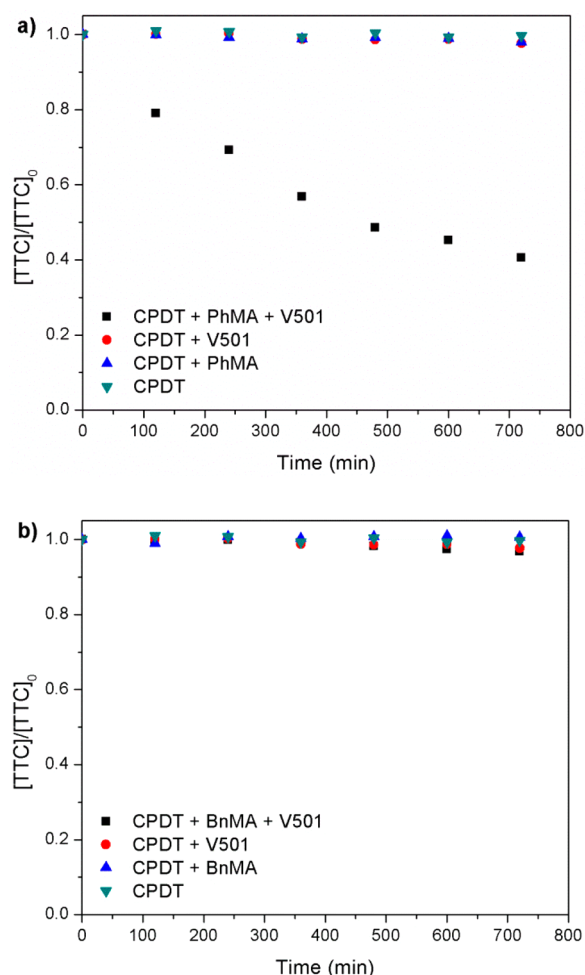 a)
1.0
0.8
0.6
0.4
0.2
0.0
[TTC]/[TTC]0
CPDT + PhMA + V501
CPDT + V501
CPDT + PhMA
CPDT
0 100 200 300 400 500 600 700 800
Time (min)
b)
1.0
0.8
0.6
0.4
0.2
0.0
[TTC]/[TTC]0
CPDT + BnMA + V501
CPDT + V501
CPDT + BnMA
CPDT
0 100 200 300 400 500 600 700 800
Time (min)